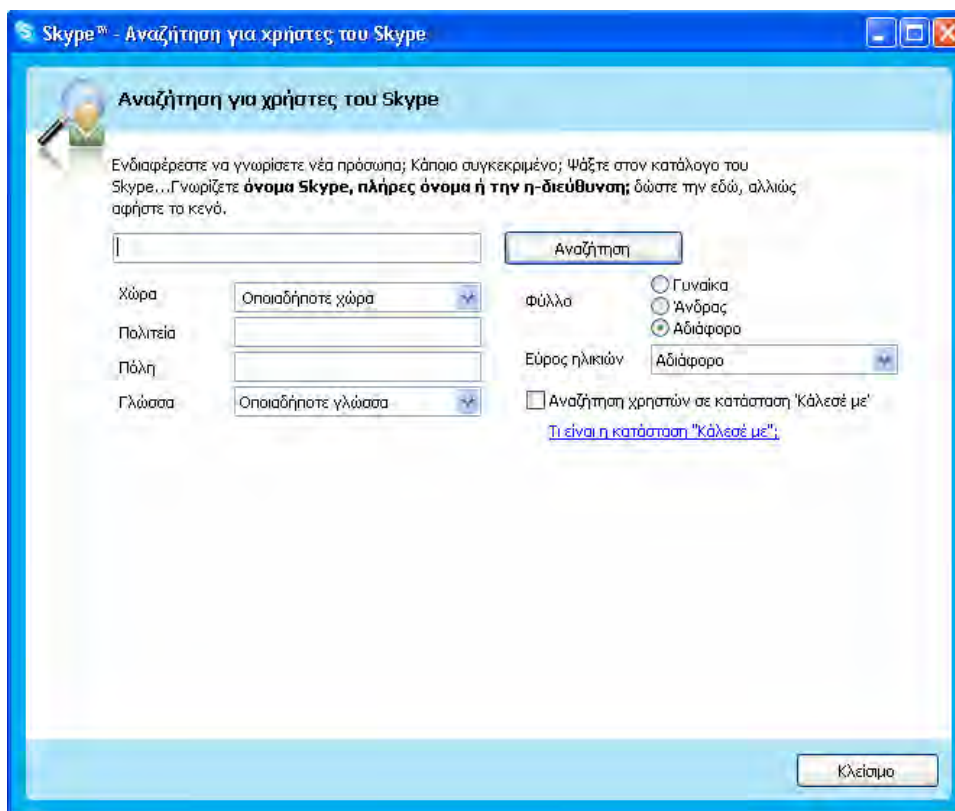 Skype™ - Αναζήτηση για χρήστες του Skype
Αναζήτηση για χρήστες του Skype
Ενδιαφέρεστε να γνωρίσετε νέα πρόσωπα; Κάποιο συγκεκριμένο; Ψάξτε στον κατάλογο του
Skype...Γνωρίζετε όνομα Skype, πλήρες όνομα ή την η-διεύθυνση; δώστε την εδώ, αλλιώς
αφήστε το κενό.
Αναζήτηση
Χώρα
Οποιαδήποτε χώρα
Πολιτεία
Πόλη
Γλώσσα
Οποιαδήποτε γλώσσα
Φύλλο
Γυναίκα
Άνδρας
Αδιάφορο
Εύρος ηλικιών
Αδιάφορο
Αναζήτηση χρηστών σε κατάσταση 'Κάλεσέ με'
Τι είναι η κατάσταση "Κάλεσέ με";
Κλείσιμο